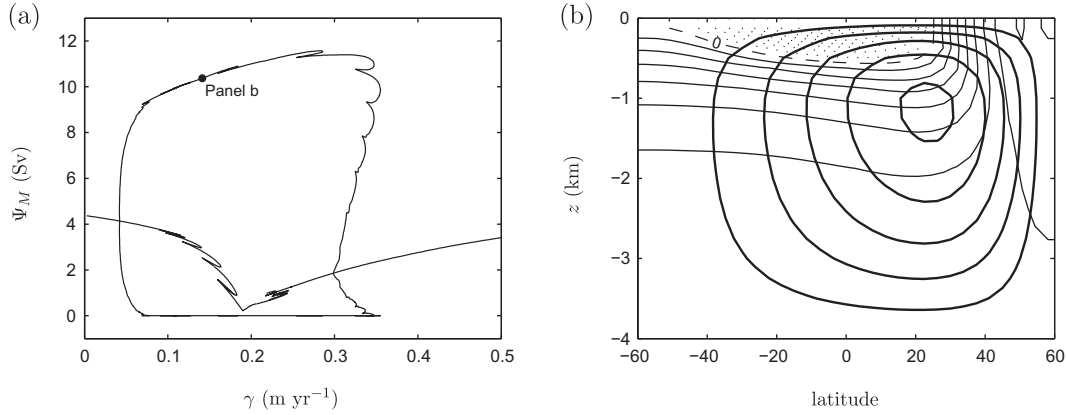 (a)
12
10
8
6
4
2
0
Ψ_M (Sv)
Panel b
0 0.1 0.2 0.3 0.4 0.5
γ (m yr⁻¹)
(b)
0
−1
−2
−3
−4
z (km)
0
−60 −40 −20 0 20 40 60
latitude